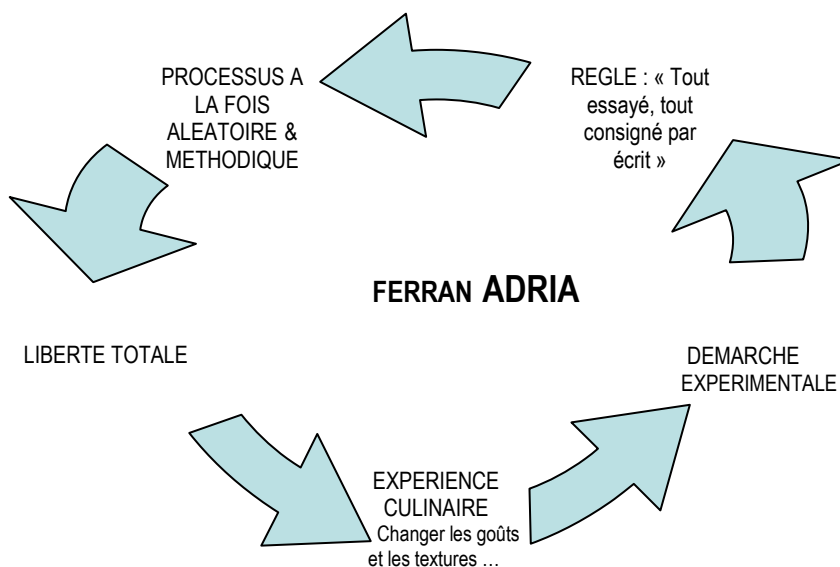 PROCESSUS A
LA FOIS
ALEATOIRE &
METHODIQUE
REGLE : « Tout
essayé, tout
consigné par
écrit »
FERRAN ADRIA
LIBERTE TOTALE
DEMARCHE
EXPERIMENTALE
EXPERIENCE
CULINAIRE
Changer les goûts
et les textures …